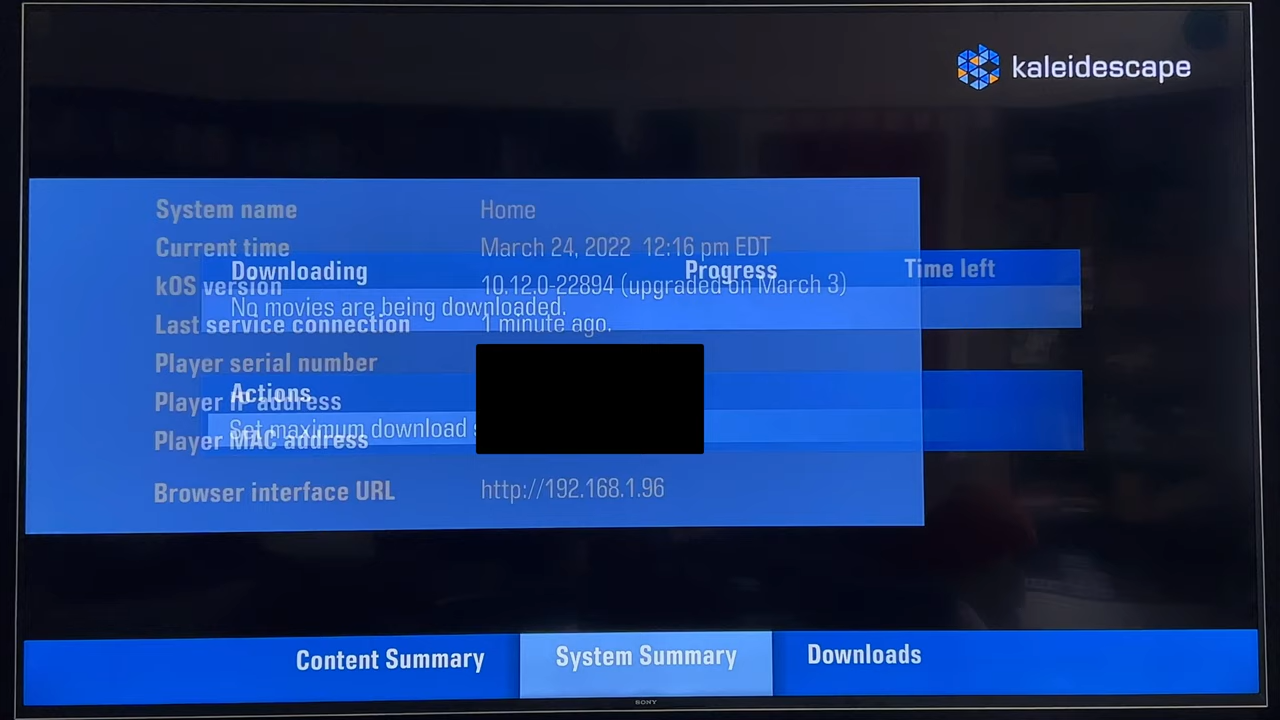 kaleidescape
System name Home
Current time March 24, 2022 12:16 pm EDT
Downloading Progress Time left
kOS version 10.12.0-22894 (upgraded on March 3)
No movies are being downloaded.
Last service connection 1 minute ago.
Player serial number
Actions
Player IP address
Set maximum download
Player MAC address
Browser interface URL http://192.168.1.96
Content Summary System Summary Downloads
SONY